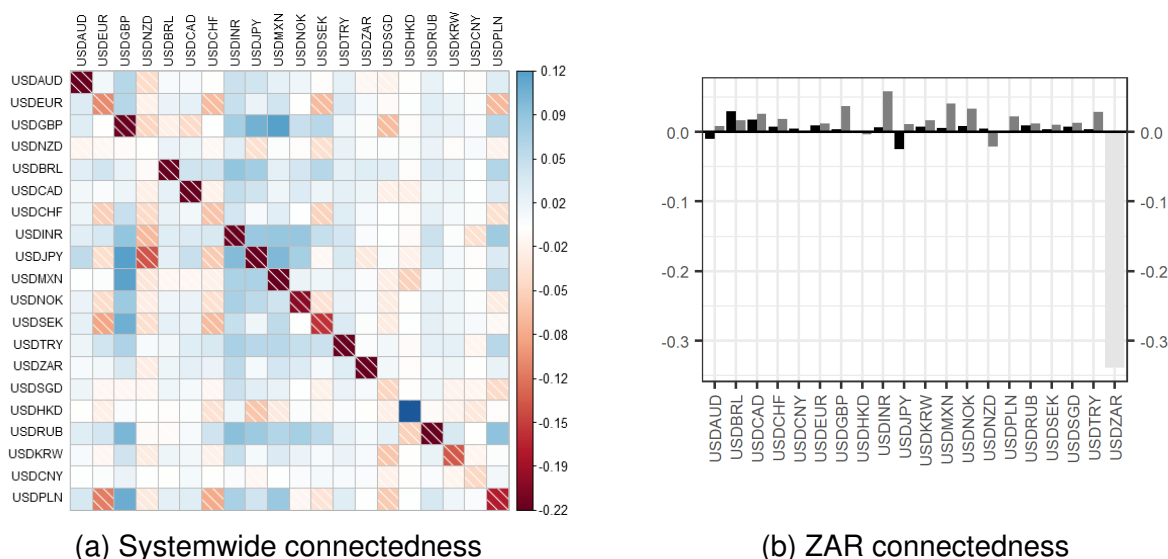 USDAUD USDEUR USDGBP USDNZD USDBRL USDCAD USDCHF USDINR USDJPY USDMXN USDNOK USDSEK USDTRY USDZAR USDSGD USDHKD USDRUB USDKRW USDCNY USDPLN
USDAUD
USDEUR
USDGBP
USDNZD
USDBRL
USDCAD
USDCHF
USDINR
USDJPY
USDMXN
USDNOK
USDSEK
USDTRY
USDZAR
USDSGD
USDHKD
USDRUB
USDKRW
USDCNY
USDPLN
0.12
0.09
0.05
0.02
-0.02
-0.05
-0.08
-0.12
-0.15
-0.19
-0.22
(a) Systemwide connectedness
0.0 0.0
-0.1 -0.1
-0.2 -0.2
-0.3 -0.3
USDAUD USDBRL USDCAD USDCHF USDCNY USDEUR USDGBP USDHKD USDINR USDJPY USDKRW USDMXN USDNOK USDNZD USDPLN USDRUB USDSEK USDSGD USDTRY USDZAR
(b) ZAR connectedness